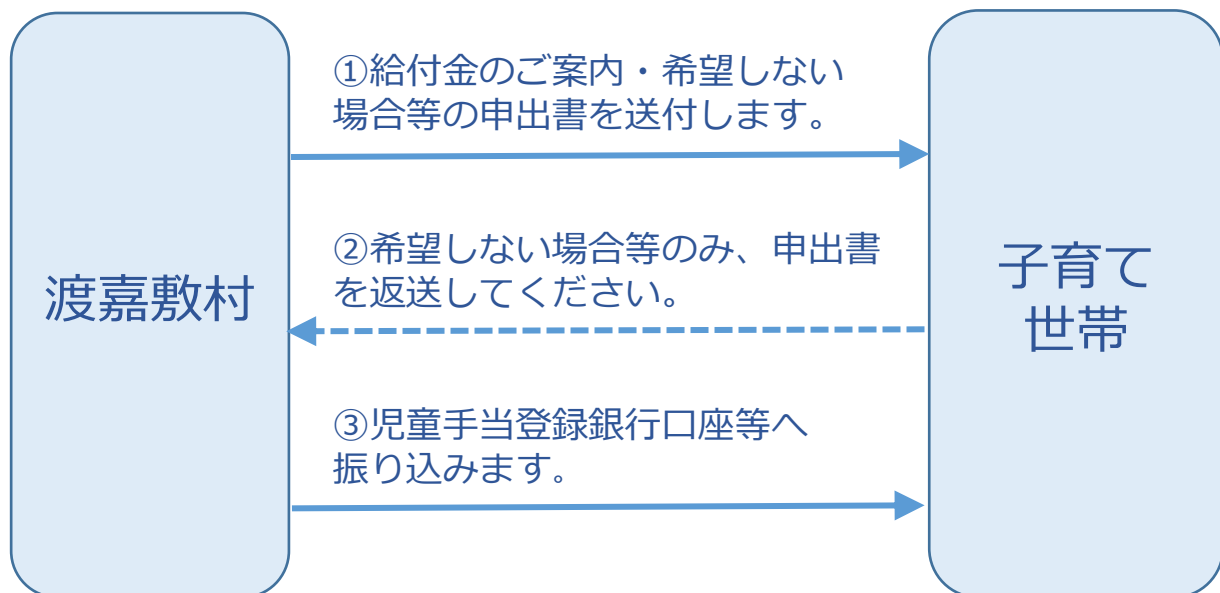 渡嘉敷村
①給付金のご案内・希望しない
場合等の申出書を送付します。
②希望しない場合等のみ、申出書
を返送してください。
③児童手当登録銀行口座等へ
振り込みます。
子育て
世帯